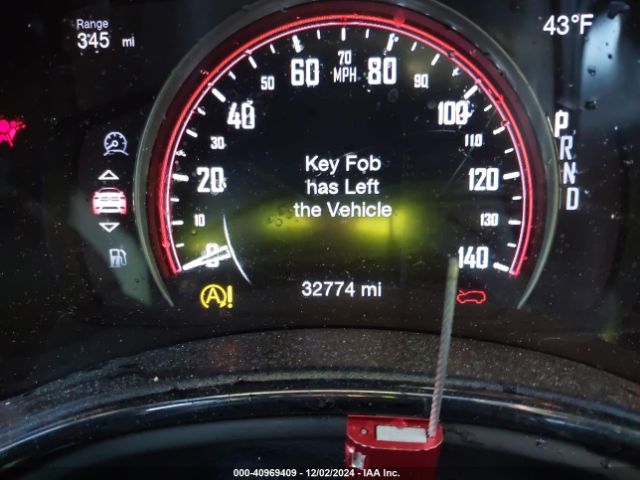 Range
345 mi
43°F
0
10
20
30
40
50
60
70
MPH
80
90
100
110
120
130
140
P
R
N
D
Key Fob
has Left
the Vehicle
32774 mi
A!
000-40969409 - 12/02/2024 - IAA Inc.